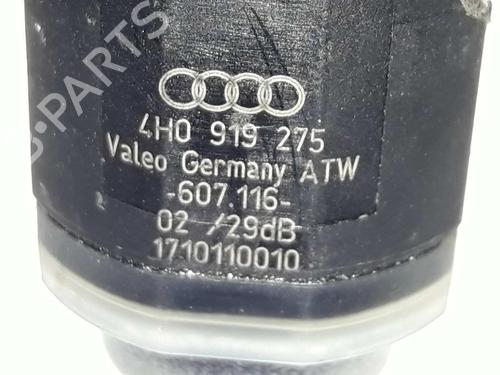 4H0 919 275
Valeo Germany ATW
-607.116-
02 /29dB
1710110010
B-PARTS